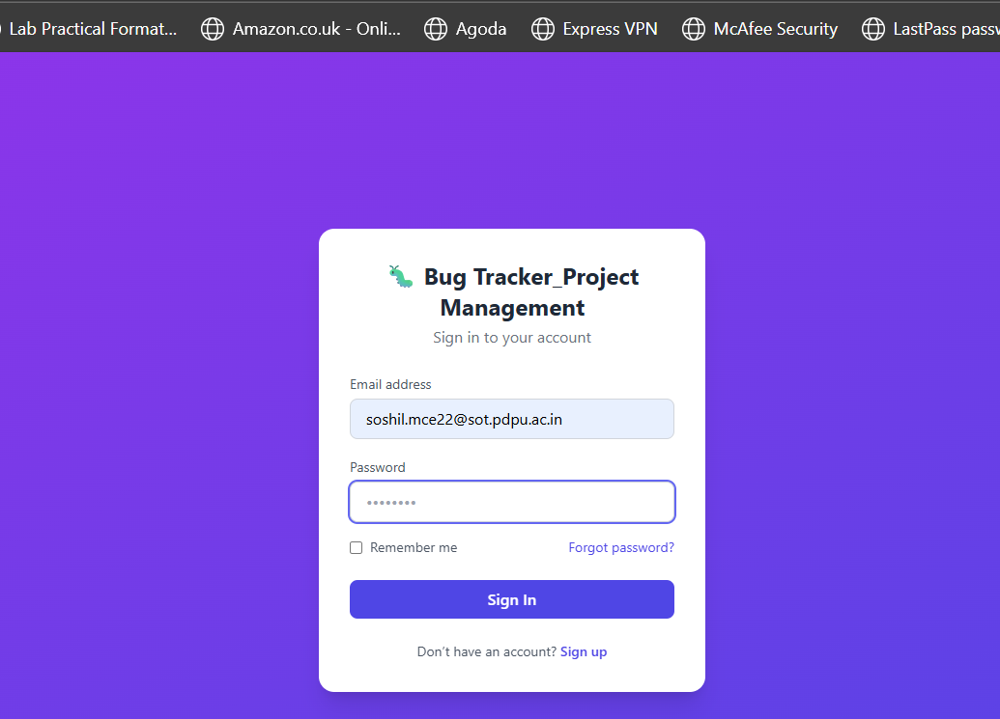 Lab Practical Format... Amazon.co.uk - Onli... Agoda Express VPN McAfee Security LastPass passw
Bug Tracker_Project
Management
Sign in to your account
Email address
soshil.mce22@sot.pdpu.ac.in
Password
••••••••
Remember me Forgot password?
Sign In
Don't have an account? Sign up